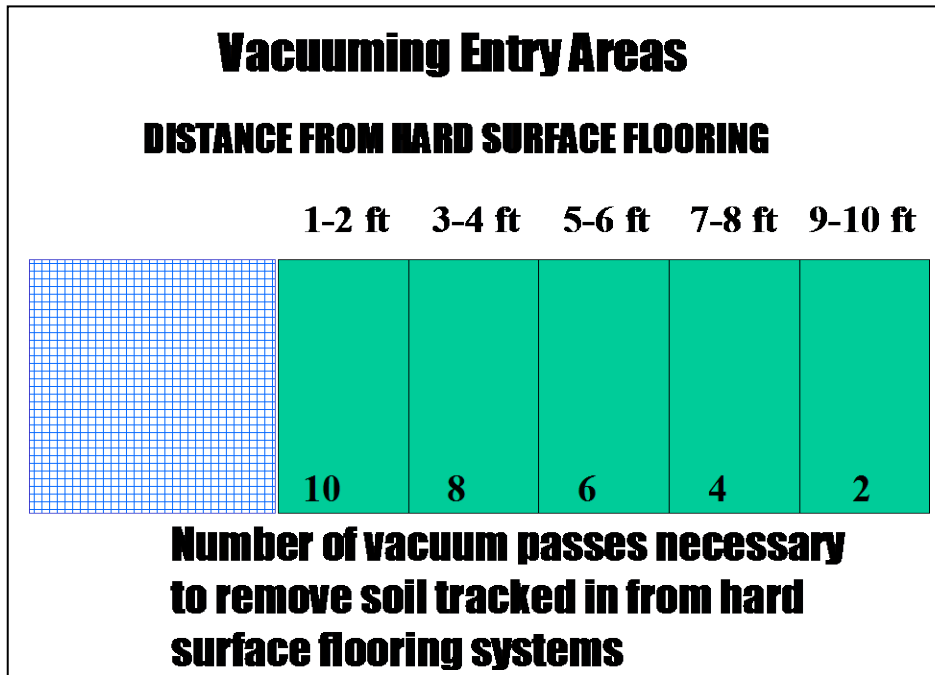 Vacuuming Entry Areas
DISTANCE FROM HARD SURFACE FLOORING
1-2 ft 3-4 ft 5-6 ft 7-8 ft 9-10 ft
10 8 6 4 2
Number of vacuum passes necessary
to remove soil tracked in from hard
surface flooring systems